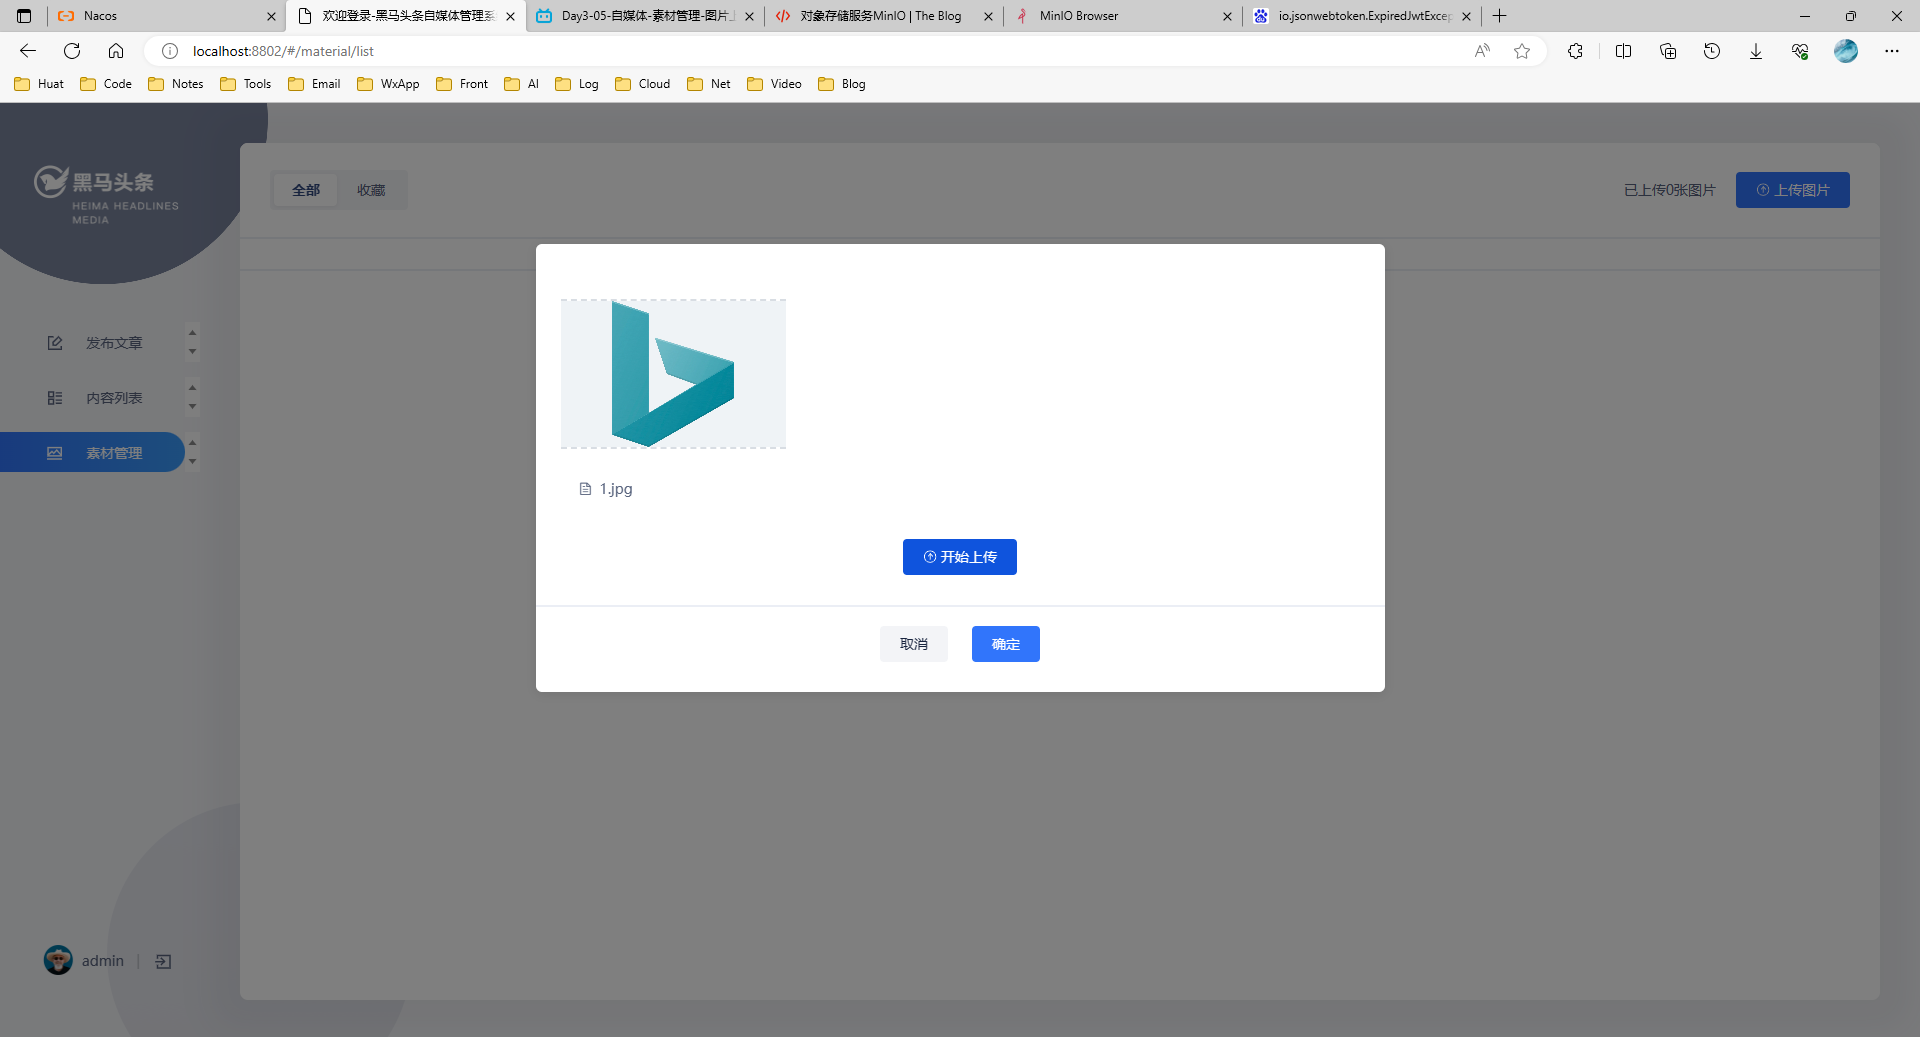 Nacos
欢迎登录-黑马头条自媒体管理系
Day3-05-自媒体-素材管理-图片
对象存储服务MinIO | The Blog
MinIO Browser
io.jsonwebtoken.ExpiredJwtExce
localhost:8802/#/material/list
Huat
Code
Notes
Tools
Email
WxApp
Front
AI
Log
Cloud
Net
Video
Blog
黑马头条
HEIMA HEADLINES
MEDIA
全部
收藏
已上传0张图片
上传图片
发布文章
内容列表
素材管理
1.jpg
开始上传
取消
确定
admin